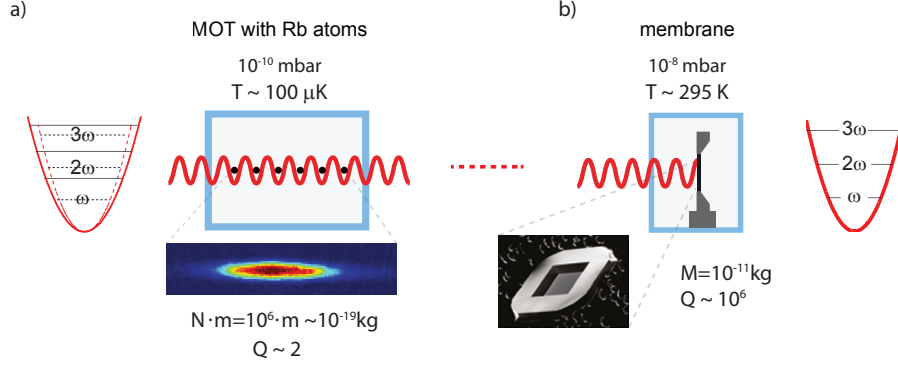 a)
MOT with Rb atoms
10⁻¹⁰ mbar
T ~ 100 μK
3ω
2ω
ω
N·m=10⁶·m ~10⁻¹⁹kg
Q ~ 2
b)
membrane
10⁻⁸ mbar
T ~ 295 K
M=10⁻¹¹kg
Q ~ 10⁶
3ω
2ω
ω